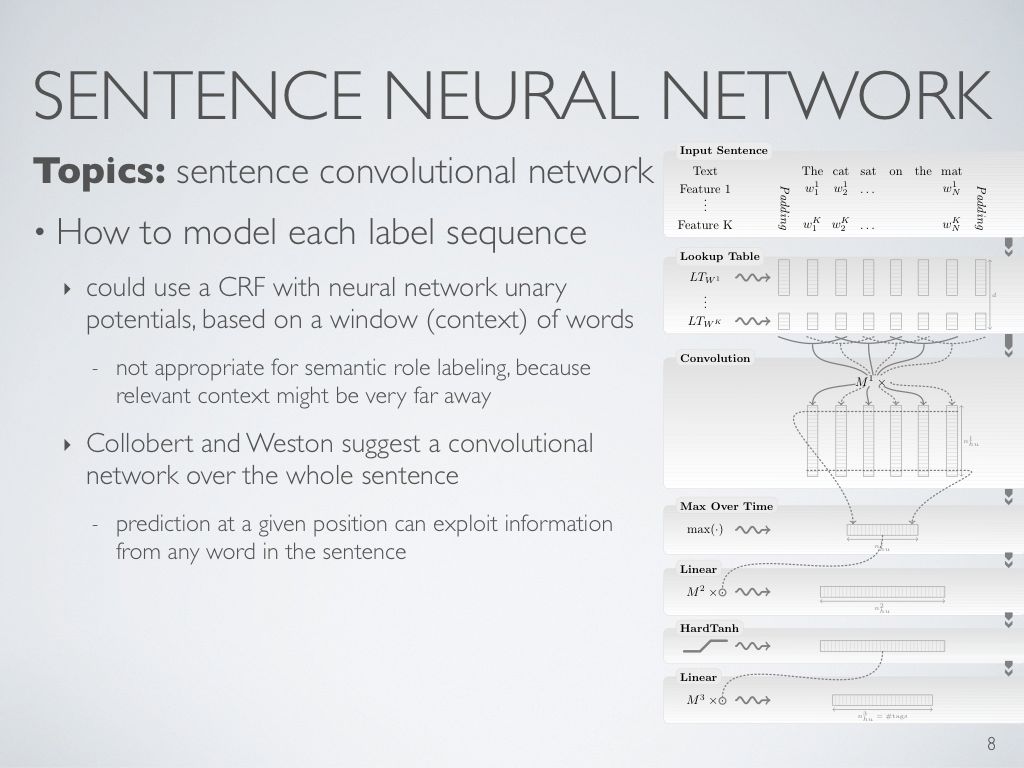 SENTENCE NEURAL NETWORK
Topics: sentence convolutional network
• How to model each label sequence
‣ could use a CRF with neural network unary
potentials, based on a window (context) of words
- not appropriate for semantic role labeling, because
relevant context might be very far away
‣ Collobert and Weston suggest a convolutional
network over the whole sentence
- prediction at a given position can exploit information
from any word in the sentence
Input Sentence
Text The cat sat on the mat
Feature 1 w_1^1 w_2^1 ... w_N^1
⋮
Feature K w_1^K w_2^K ... w_N^K
Padding
Padding
Lookup Table
LT_{W^1}
⋮
LT_{W^K}
d
Convolution
M^1 ×
n_{hu}^1
Max Over Time
max(·)
n_{hu}^1
Linear
M^2 ×⊙
n_{hu}^2
HardTanh
Linear
M^3 ×⊙
n_{hu}^3 = #tags
8